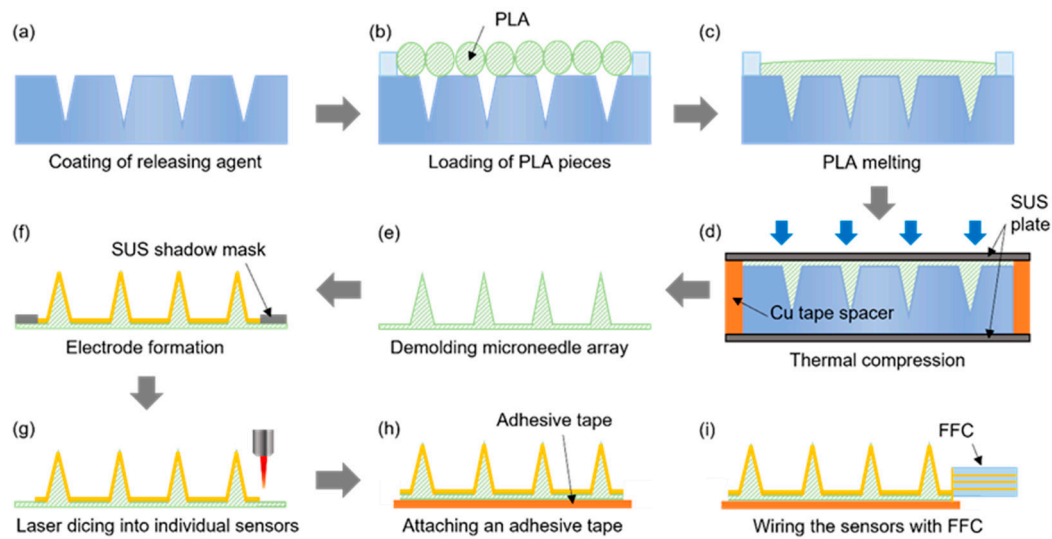 (a)
Coating of releasing agent
(b)
PLA
Loading of PLA pieces
(c)
PLA melting
(d)
SUS
plate
Cu tape spacer
Thermal compression
(e)
Demolding microneedle array
(f)
SUS shadow mask
Electrode formation
(g)
Laser dicing into individual sensors
(h)
Adhesive tape
Attaching an adhesive tape
(i)
FFC
Wiring the sensors with FFC